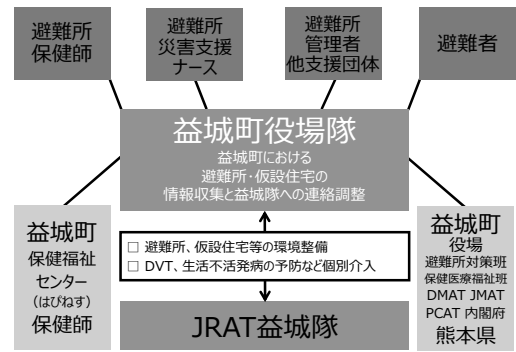 避難所
保健師
避難所
災害支援
ナース
避難所
管理者
他支援団体
避難者
益城町役場隊
益城町における
避難所・仮設住宅の
情報収集と益城隊への連絡調整
益城町
保健福祉
センター
(はぴねす)
保健師
□ 避難所、仮設住宅等の環境整備
□ DVT、生活不活発病の予防など個別介入
益城町
役場
避難所対策班
保健医療福祉班
DMAT JMAT
PCAT 内閣府
熊本県
JRAT益城隊